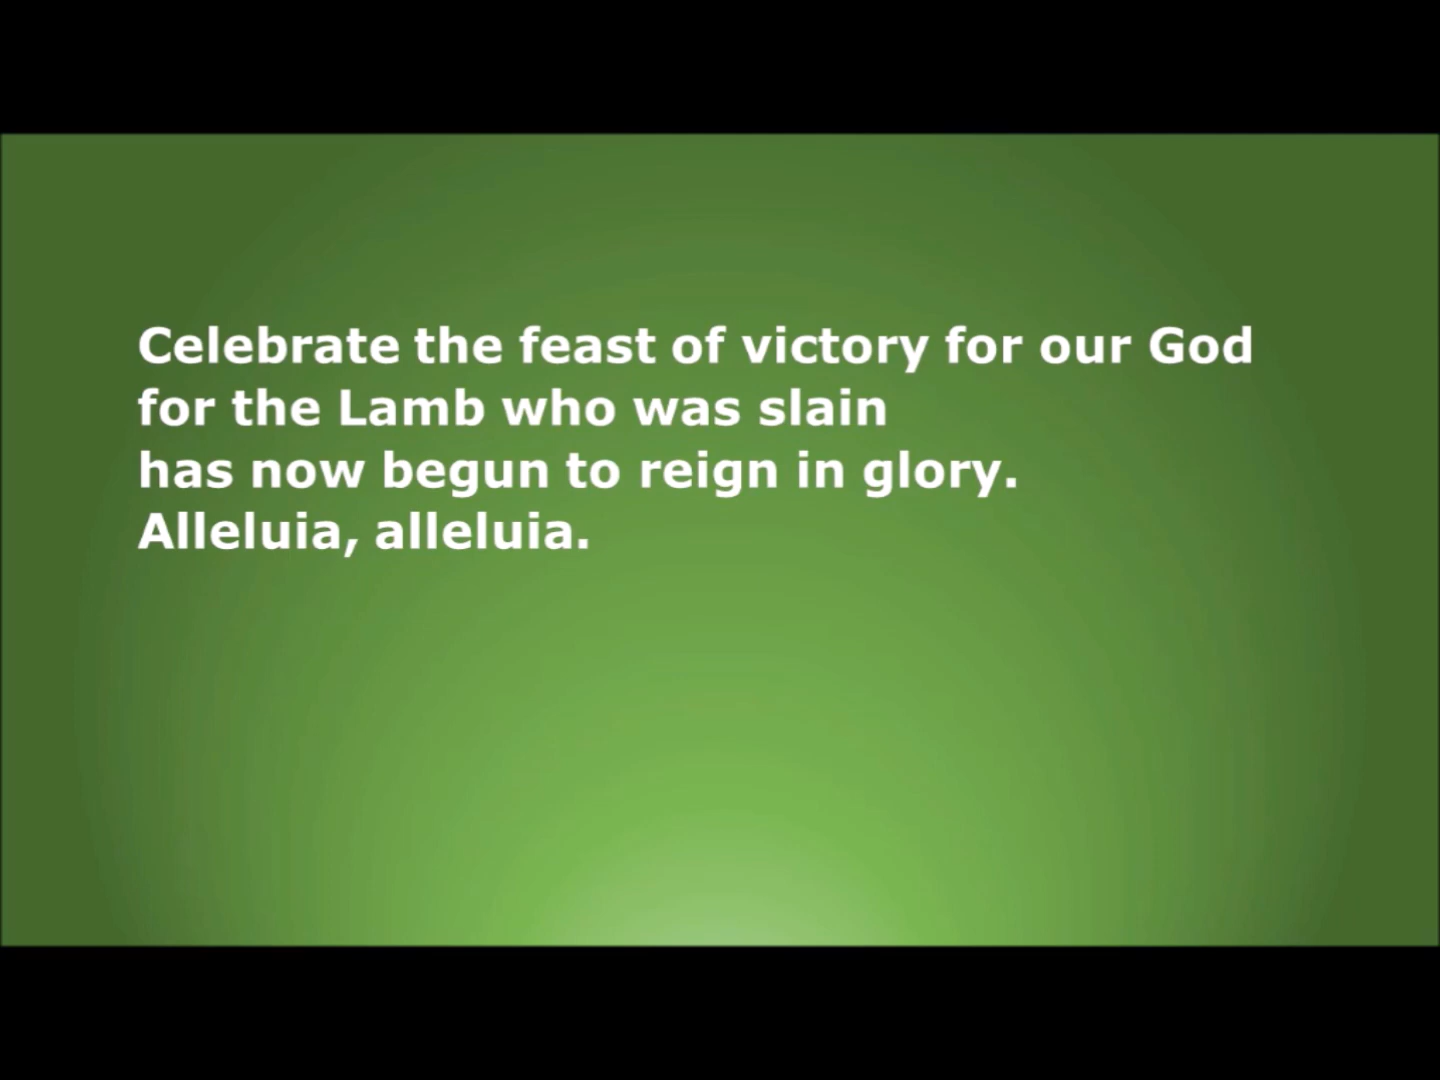 Celebrate the feast of victory for our God
for the Lamb who was slain
has now begun to reign in glory.
Alleluia, alleluia.